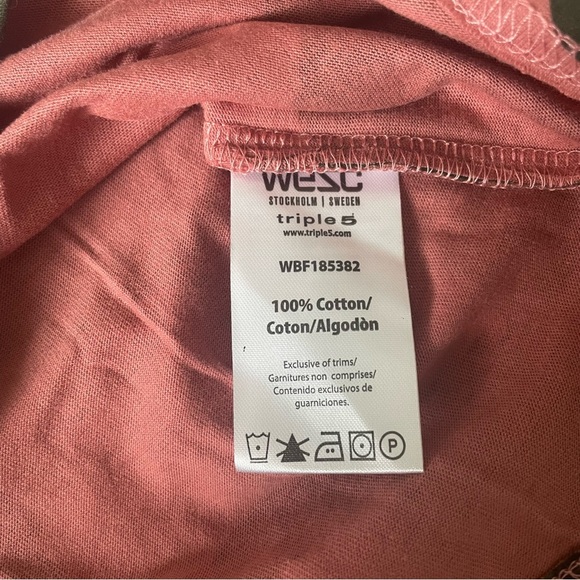 wesc
STOCKHOLM | SWEDEN
triple5
www.triple5.com
WBF185382
100% Cotton/
Coton/Algodòn
Exclusive of trims/
Garnitures non comprises/
Contenido exclusivos de
guarniciones.
P